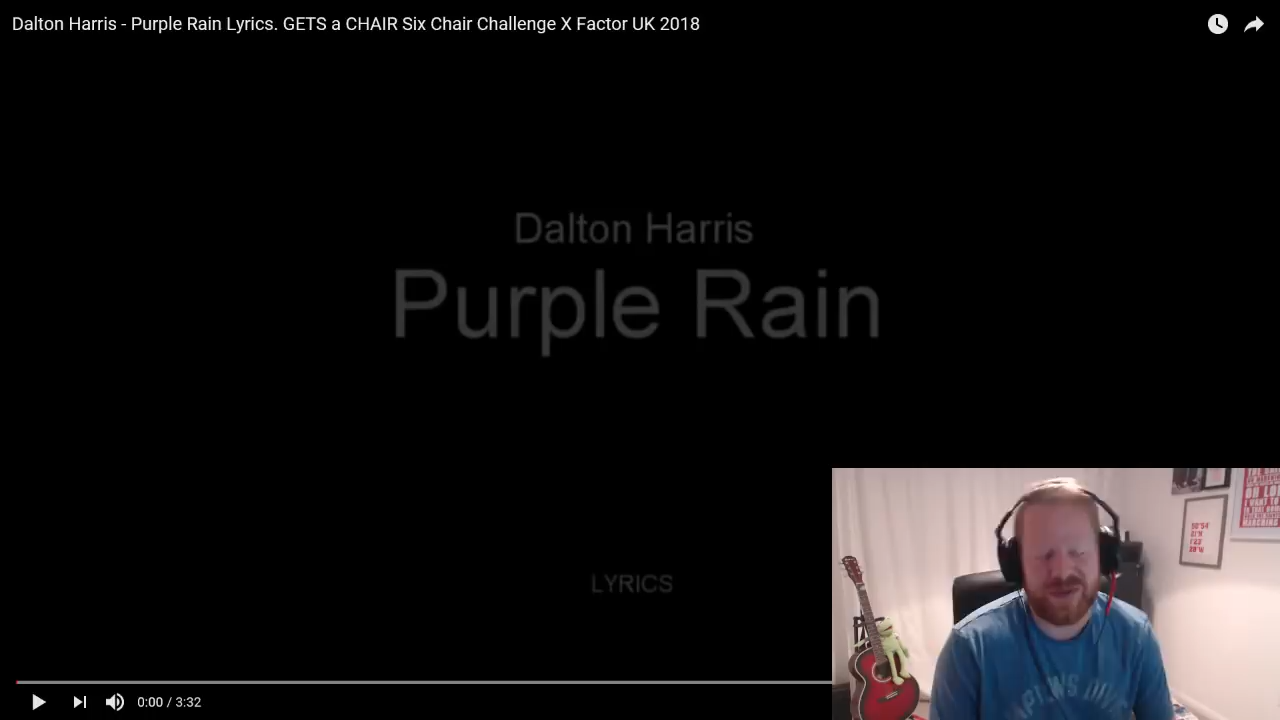 Dalton Harris - Purple Rain Lyrics. GETS a CHAIR Six Chair Challenge X Factor UK 2018
Dalton Harris
Purple Rain
LYRICS
0:00 / 3:32